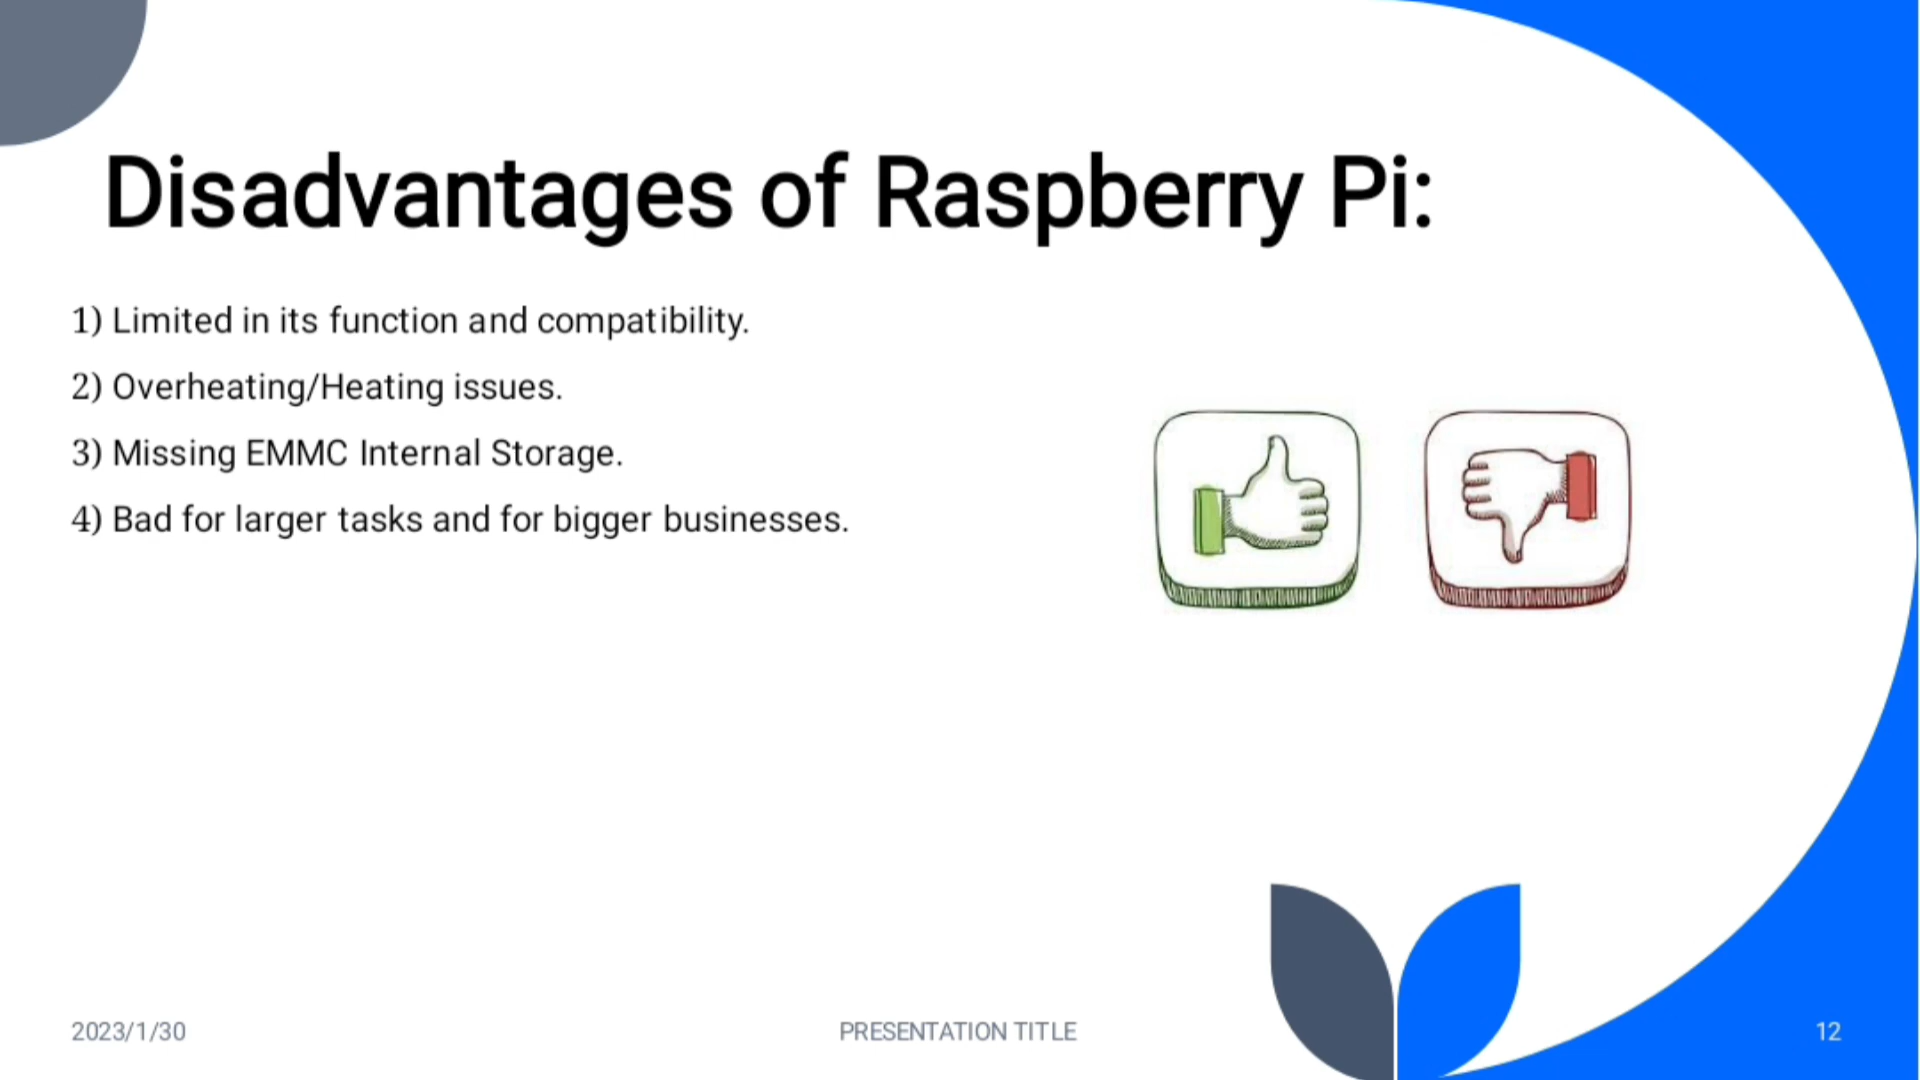 Disadvantages of Raspberry Pi:
1) Limited in its function and compatibility.
2) Overheating/Heating issues.
3) Missing EMMC Internal Storage.
4) Bad for larger tasks and for bigger businesses.
2023/1/30
PRESENTATION TITLE
12